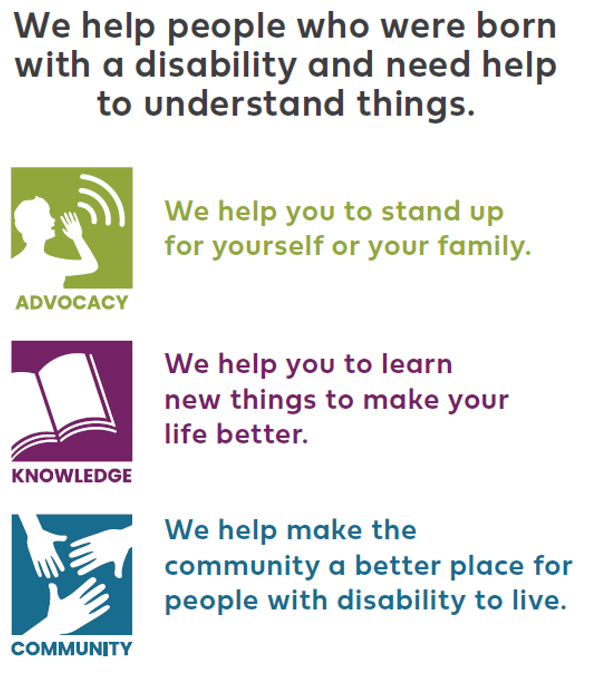 We help people who were born
with a disability and need help
to understand things.
We help you to stand up
for yourself or your family.
ADVOCACY
We help you to learn
new things to make your
life better.
KNOWLEDGE
We help make the
community a better place for
people with disability to live.
COMMUNITY